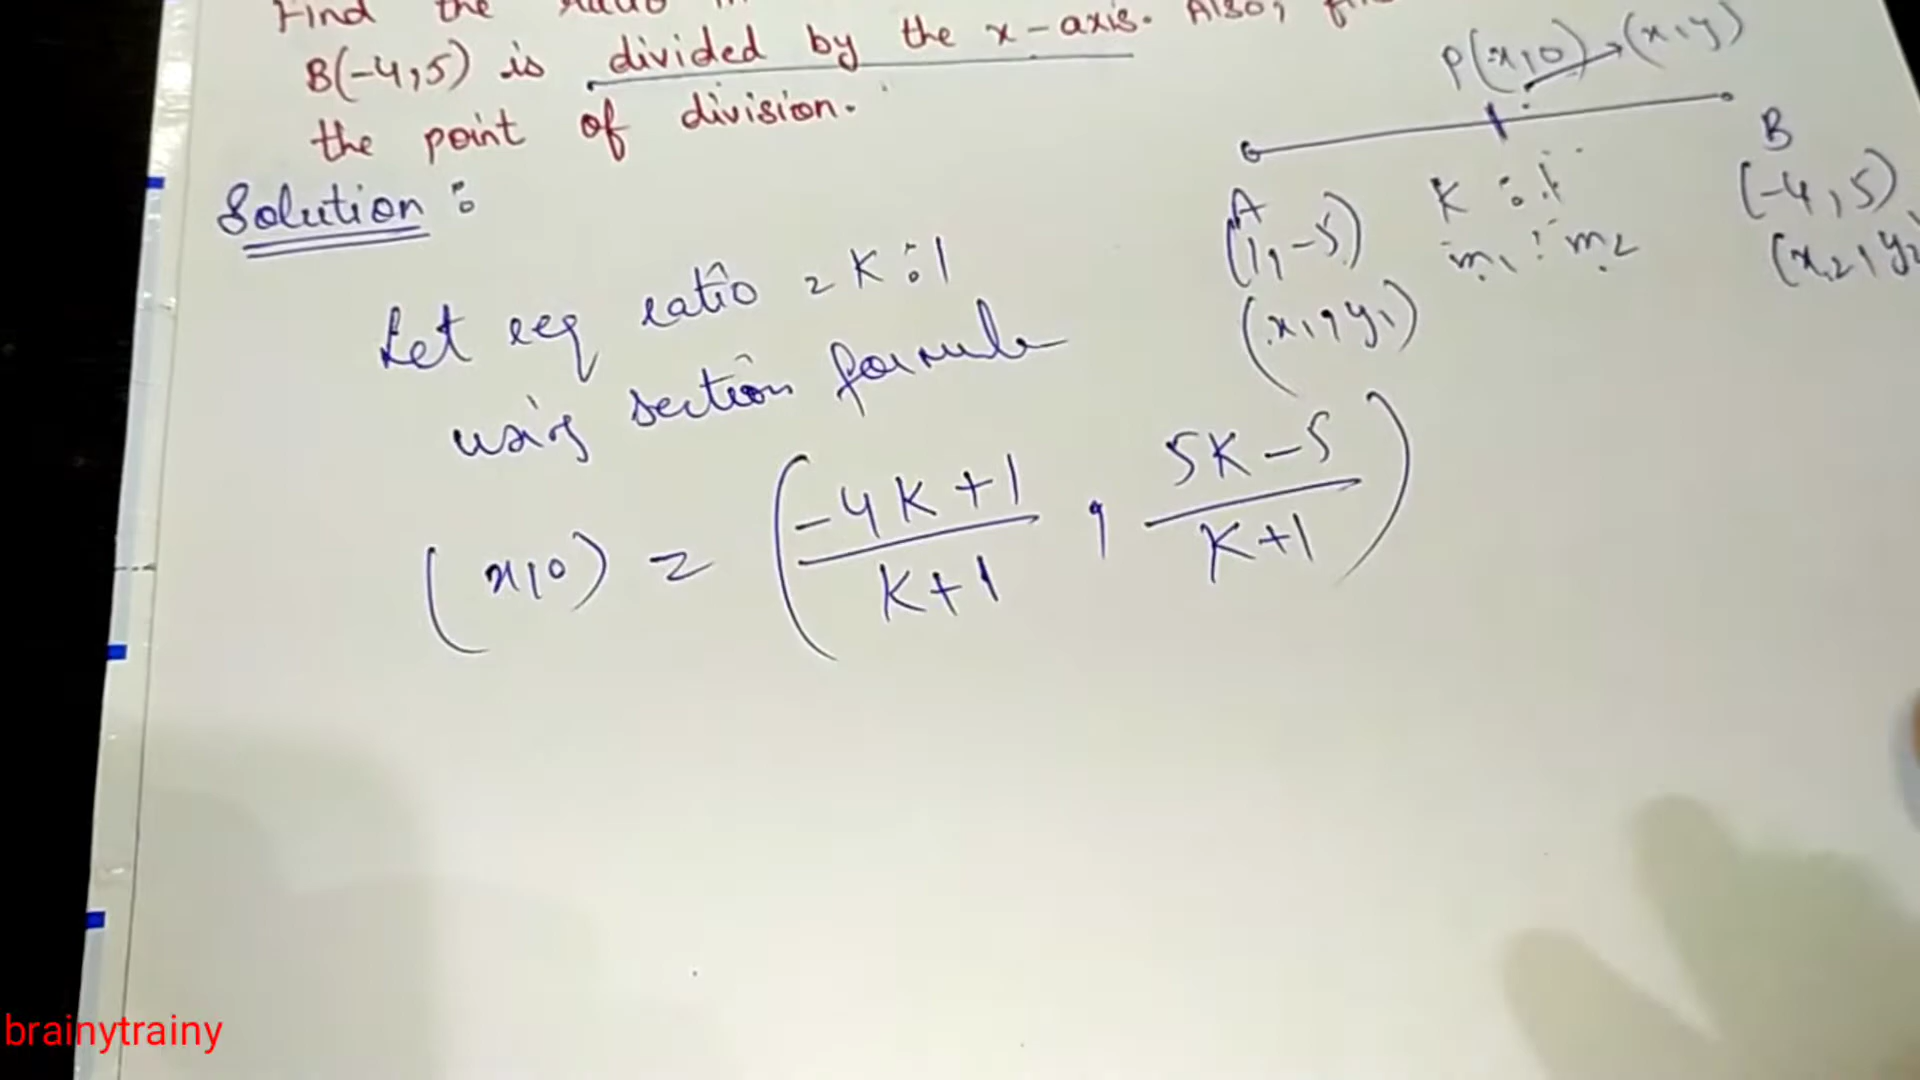 Find the ratio in
B(-4,5) is divided by the x-axis. Also,
the point of division.
P(x,0) → (x,y)
A B
(1,-5) K : 1 (-4,5)
(x1,y1) m1 : m2 (x2,y2)
Solution :
Let req ratio = K:1
using section formula
(x,0) = (-4K+1/K+1 , 5K-5/K+1)
brainytrainy